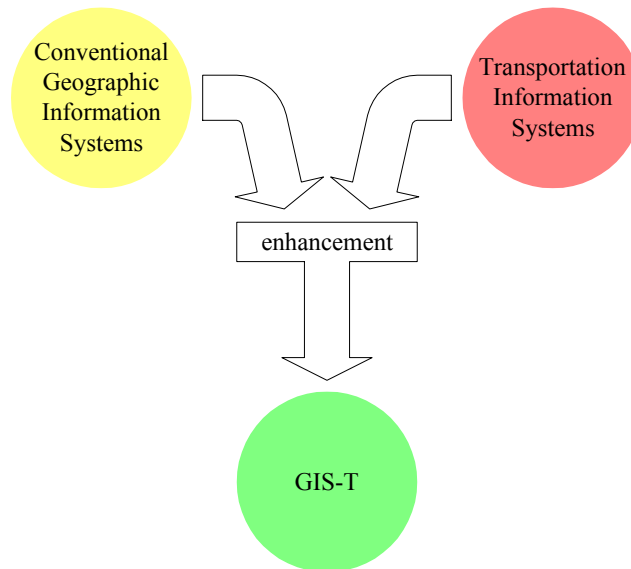 Conventional
Geographic
Information
Systems
Transportation
Information
Systems
enhancement
GIS-T